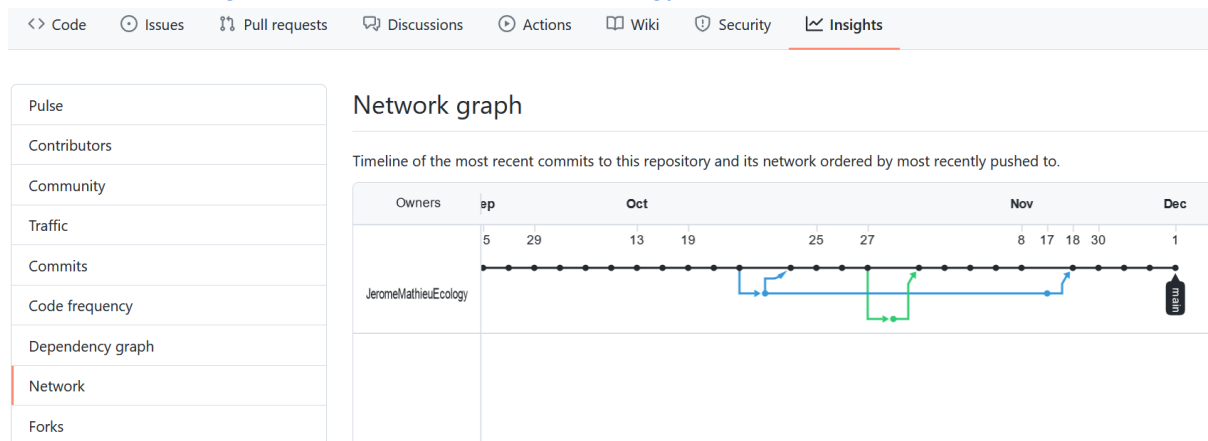 Code Issues Pull requests Discussions Actions Wiki Security Insights
Pulse
Contributors
Community
Traffic
Commits
Code frequency
Dependency graph
Network
Forks
Network graph
Timeline of the most recent commits to this repository and its network ordered by most recently pushed to.
Owners ep Oct Nov Dec
5 29 13 19 25 27 8 17 18 30 1
JeromeMathieuEcology
main